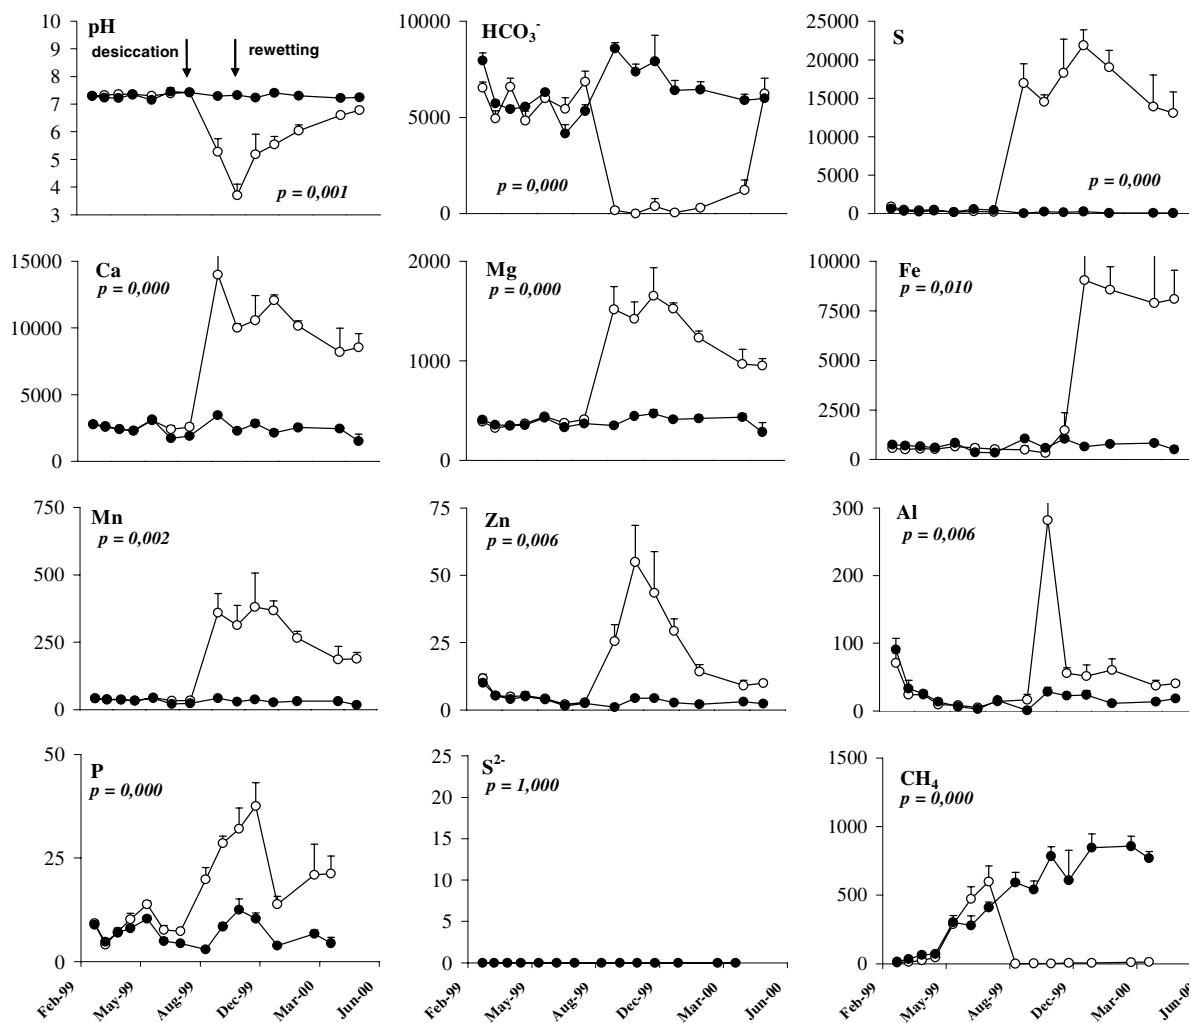 10
9
8
7
6
5
4
3
pH
desiccation
rewetting
p = 0,001
10000
5000
0
HCO3-
p = 0,000
25000
20000
15000
10000
5000
0
S
p = 0,000
15000
10000
5000
0
Ca
p = 0,000
2000
1000
0
Mg
p = 0,000
10000
7500
5000
2500
0
Fe
p = 0,010
750
500
250
0
Mn
p = 0,002
75
50
25
0
Zn
p = 0,006
300
200
100
0
Al
p = 0,006
50
25
0
P
p = 0,000
Feb-99
May-99
Aug-99
Dec-99
Mar-00
Jun-00
25
20
15
10
5
0
S2-
p = 1,000
Feb-99
May-99
Aug-99
Dec-99
Mar-00
Jun-00
1500
1000
500
0
CH4
p = 0,000
Feb-99
May-99
Aug-99
Dec-99
Mar-00
Jun-00